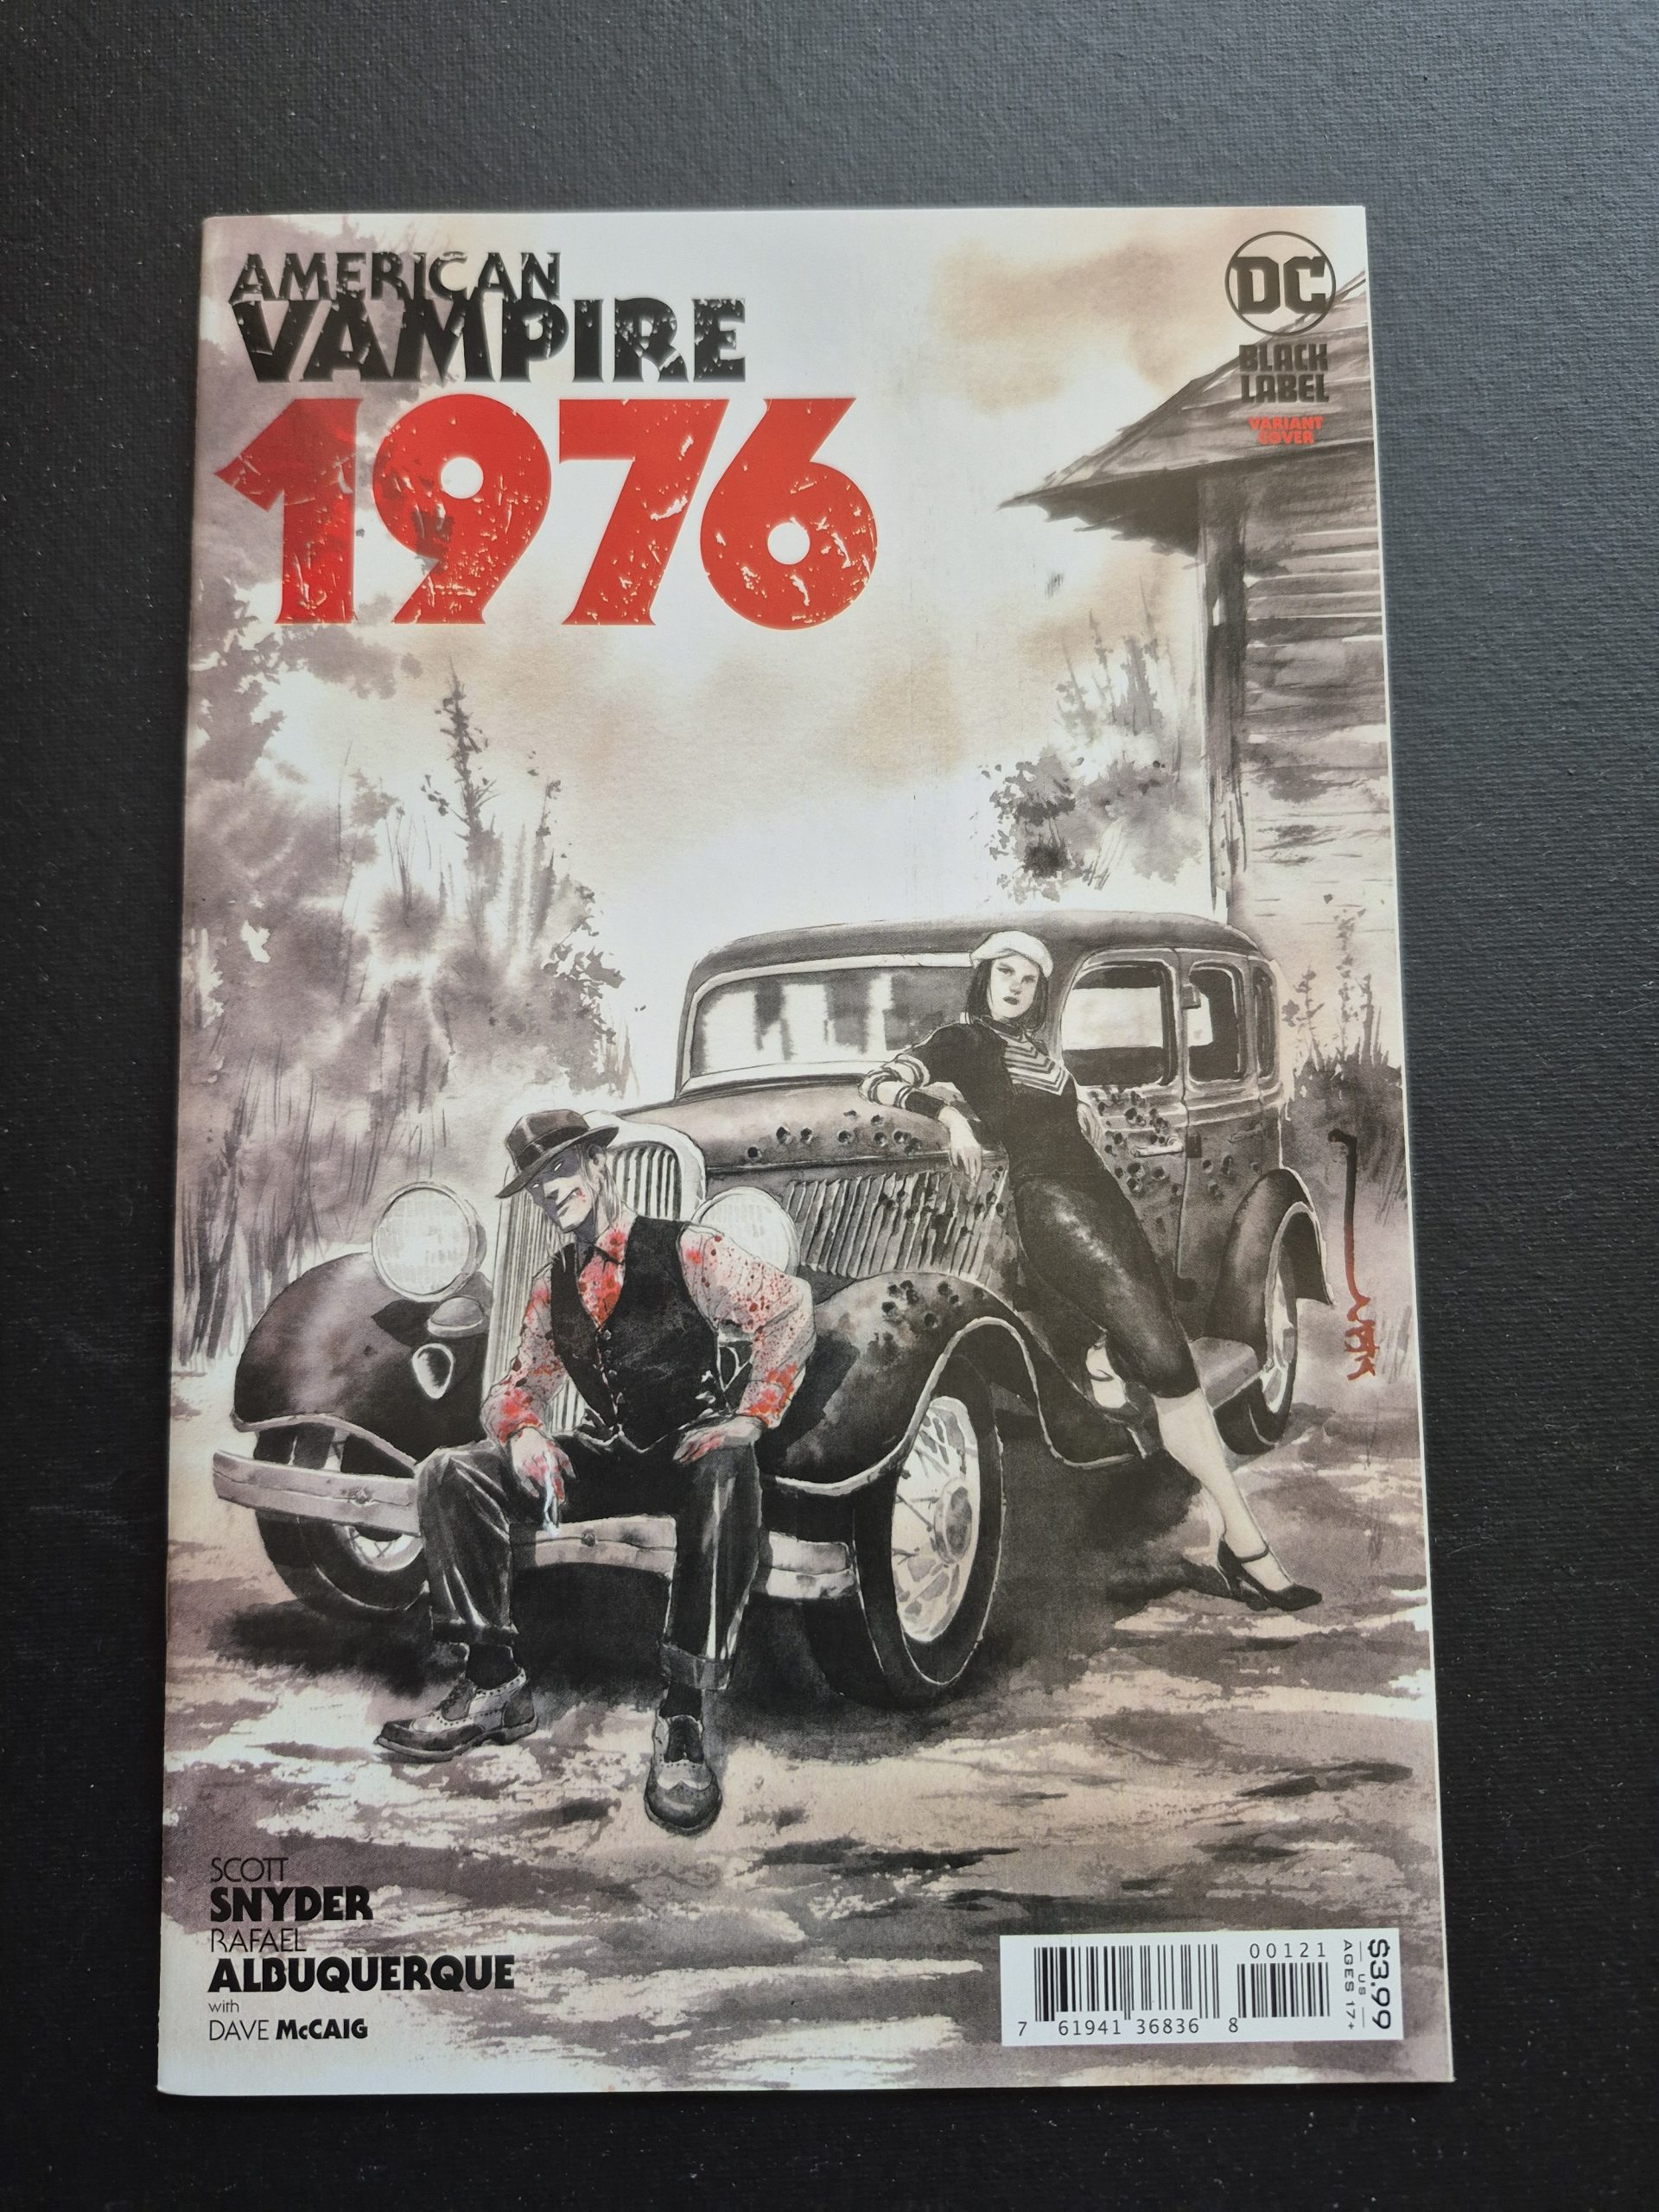 AMERICAN
VAMPIRE
1976
DC
BLACK
LABEL
VARIANT
COVER
SCOTT
SNYDER
RAFAEL
ALBUQUERQUE
with
DAVE McCAIG
00121
7 61941 36836 8
$3.99
US
AGES 17+